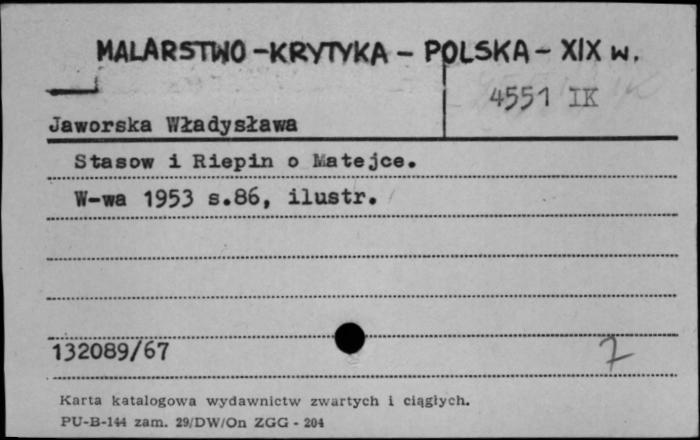 MALARSTWO - KRYTYKA - POLSKA - XIX w.
4551 IK
Jaworska Władysława
Stasow i Riepin o Matejce.
W-wa 1953 s.86, ilustr.
132089/67
7
Karta katalogowa wydawnictw zwartych i ciągłych.
PU-B-144 zam. 29/DW/On ZGG - 204